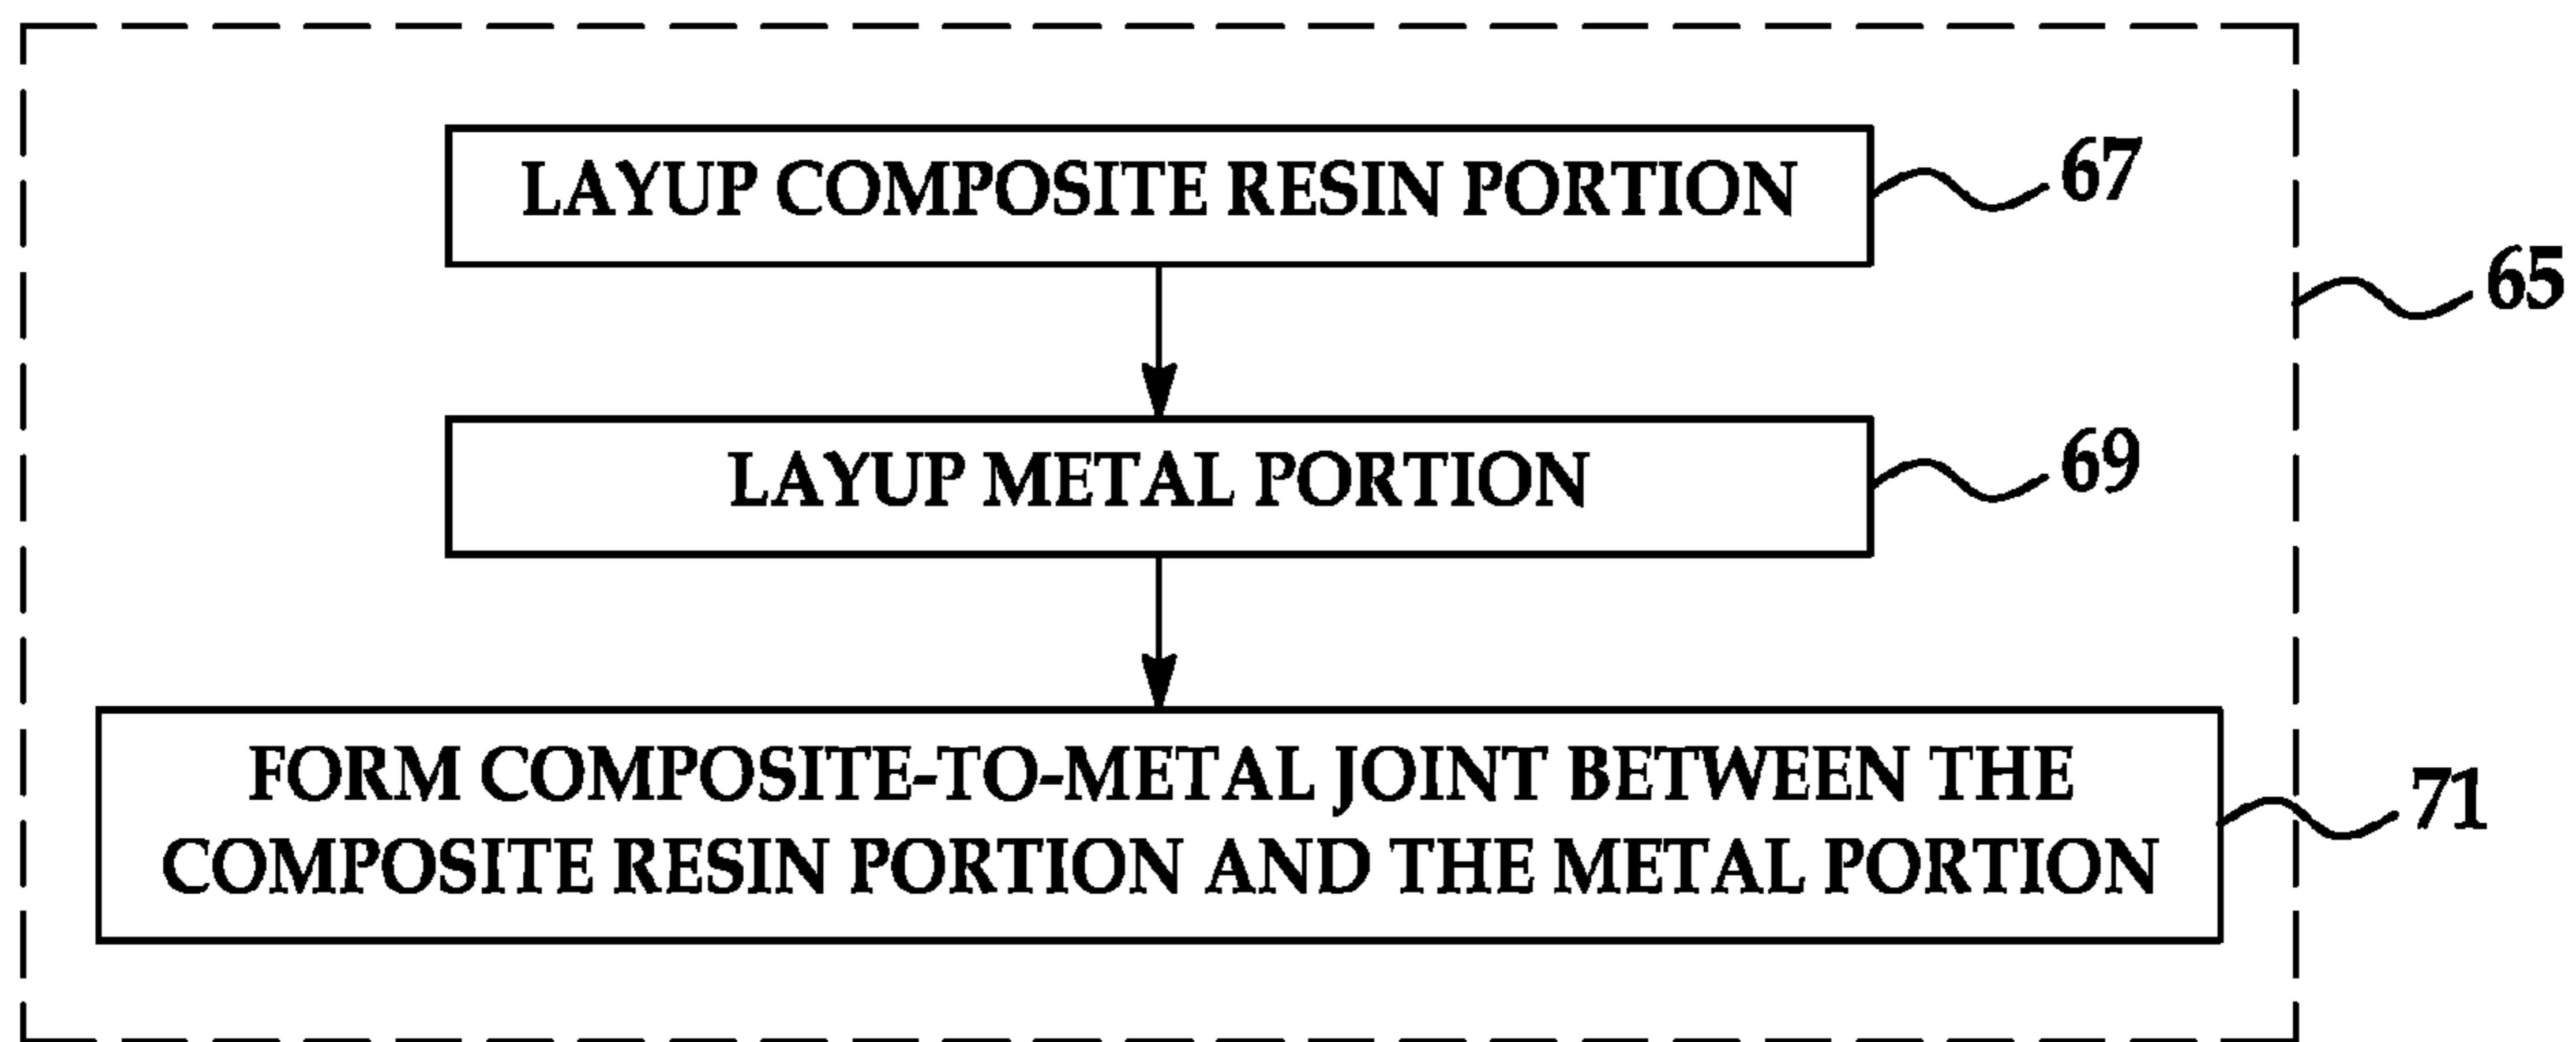 LAYUP COMPOSITE RESIN PORTION
67
65
LAYUP METAL PORTION
69
FORM COMPOSITE-TO-METAL JOINT BETWEEN THE
COMPOSITE RESIN PORTION AND THE METAL PORTION
71